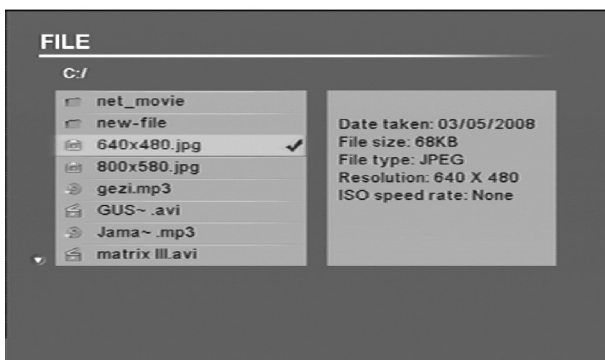 FILE
C:/
net_movie
new-file
640x480.jpg
800x580.jpg
gezi.mp3
GUS~ .avi
Jama~ .mp3
matrix III.avi
Date taken: 03/05/2008
File size: 68KB
File type: JPEG
Resolution: 640 X 480
ISO speed rate: None